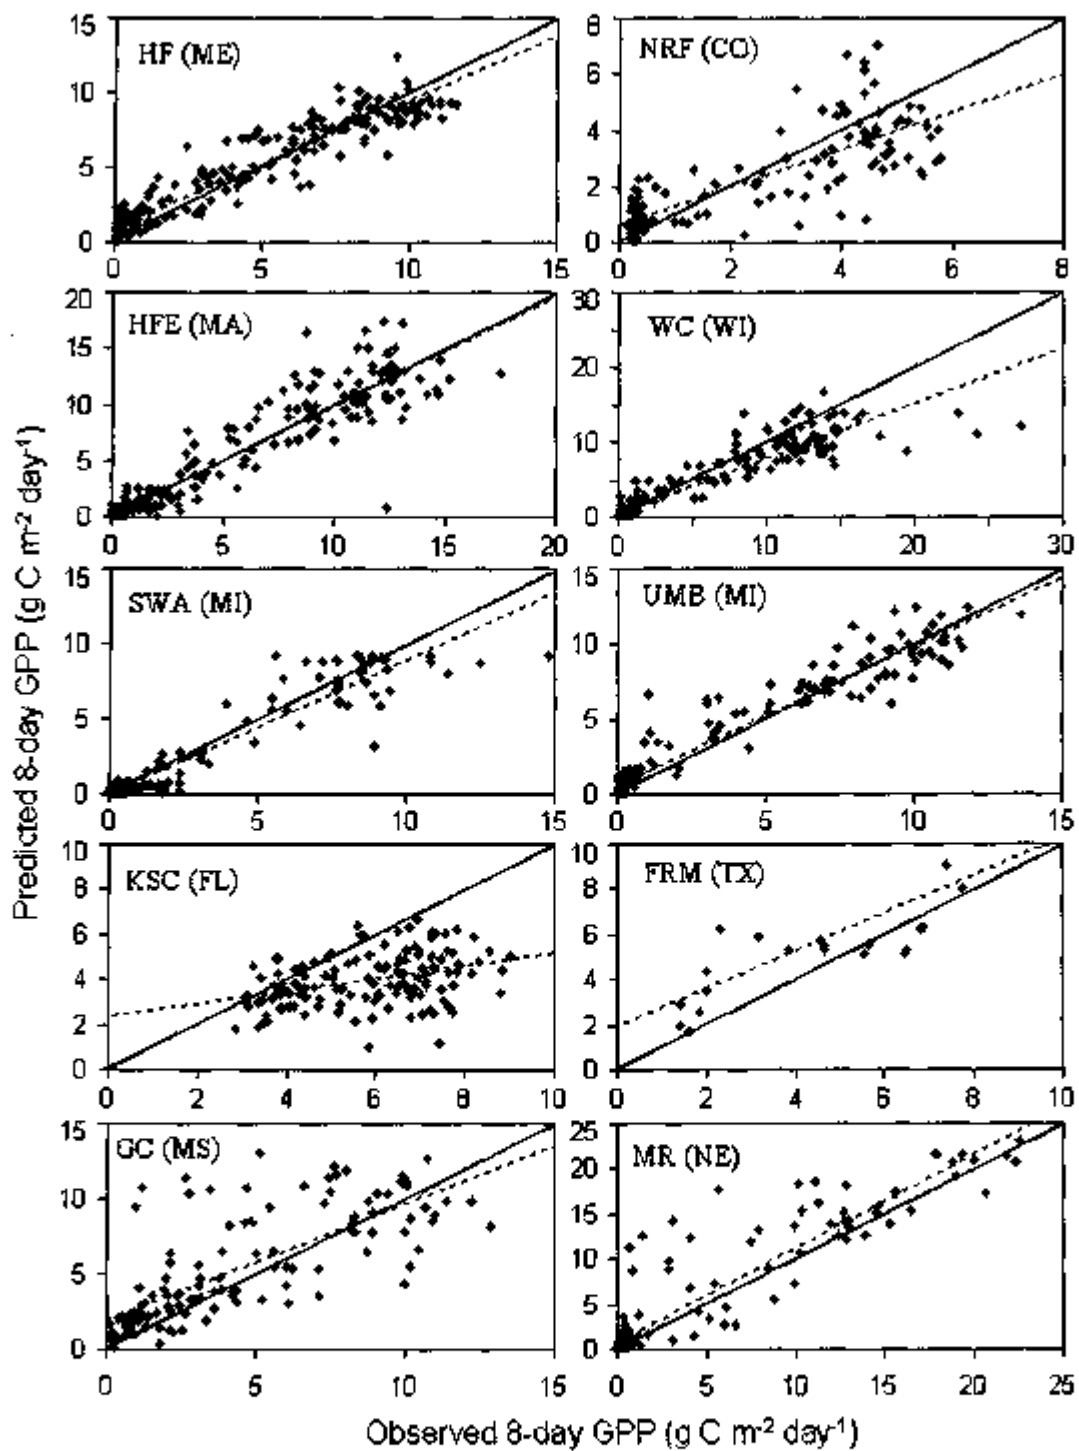 15
10
5
0
HF (ME)
0 5 10 15
8
6
4
2
0
NRF (CO)
0 2 4 6 8
20
15
10
5
0
HFE (MA)
0 5 10 15 20
30
20
10
0
WC (WI)
0 10 20 30
15
10
5
0
SWA (MI)
0 5 10 15
15
10
5
0
UMB (MI)
0 5 10 15
10
8
6
4
2
0
KSC (FL)
0 2 4 6 8 10
10
8
6
4
2
0
FRM (TX)
0 2 4 6 8 10
15
10
5
0
GC (MS)
0 5 10 15
25
20
15
10
5
0
MR (NE)
0 5 10 15 20 25
Predicted 8-day GPP (g C m-2 day-1)
Observed 8-day GPP (g C m-2 day-1)